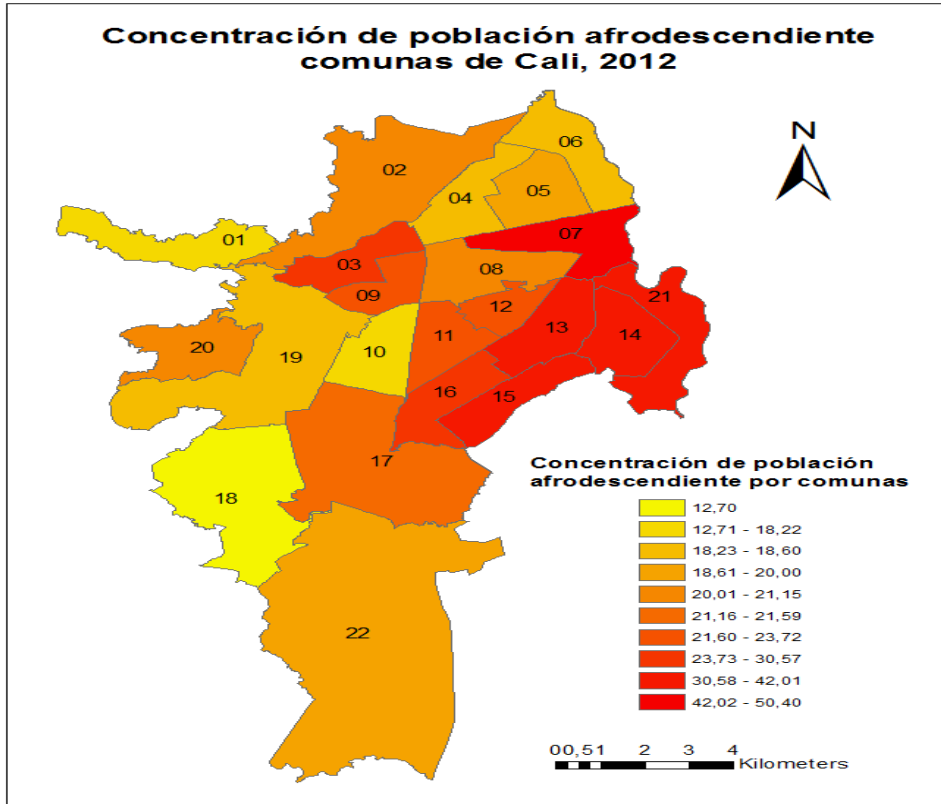 Concentración de población afrodescendiente
comunas de Cali, 2012
N
06
02
05
04
07
01
03
08
21
09
12
11
13
14
10
20
19
16
15
17
18
22
Concentración de población
afrodescendiente por comunas
12,70
12,71 - 18,22
18,23 - 18,60
18,61 - 20,00
20,01 - 21,15
21,16 - 21,59
21,60 - 23,72
23,73 - 30,57
30,58 - 42,01
42,02 - 50,40
00,51 2 3 4
Kilometers